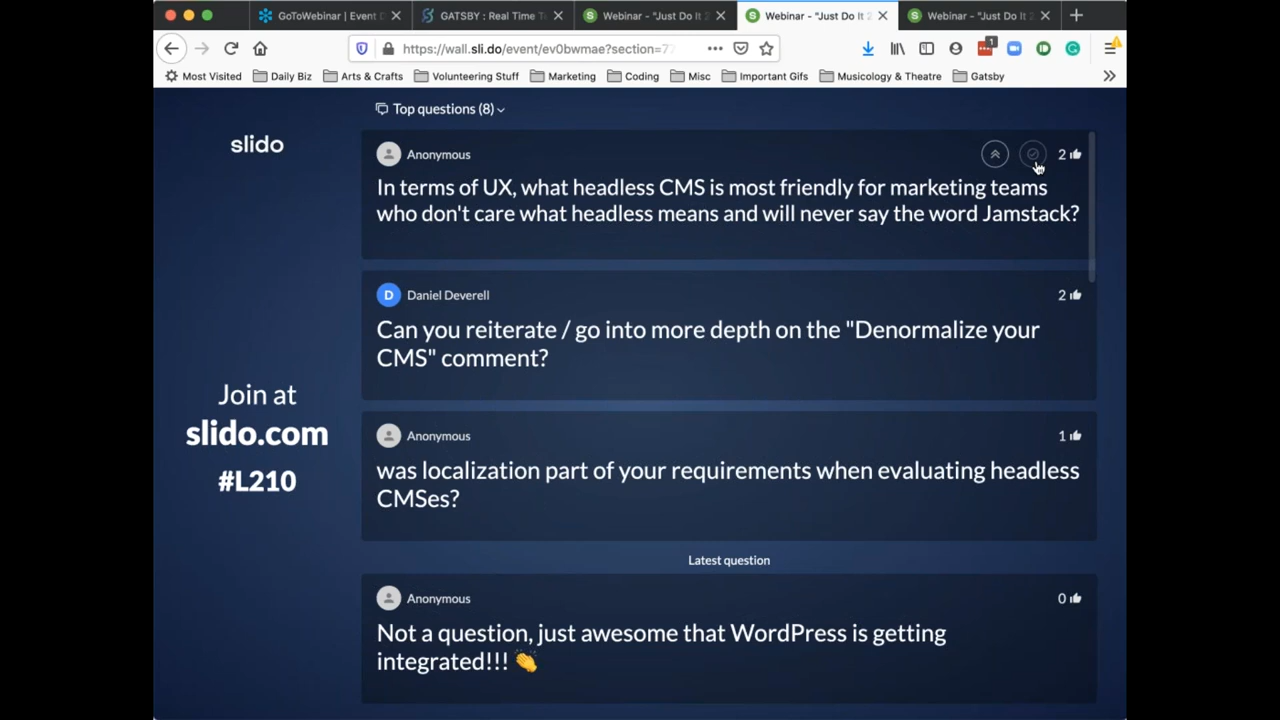 GoToWebinar | Event D
GATSBY : Real Time T
Webinar - "Just Do It 2
Webinar - "Just Do It 2
Webinar - "Just Do It 2
https://wall.sli.do/event/ev0bwmae?section=77
1
Most Visited
Daily Biz
Arts & Crafts
Volunteering Stuff
Marketing
Coding
Misc
Important Gifs
Musicology & Theatre
Gatsby
Top questions (8)
slido
Anonymous
2
In terms of UX, what headless CMS is most friendly for marketing teams
who don't care what headless means and will never say the word Jamstack?
D
Daniel Deverell
2
Can you reiterate / go into more depth on the "Denormalize your
CMS" comment?
Join at
slido.com
#L210
Anonymous
1
was localization part of your requirements when evaluating headless
CMSes?
Latest question
Anonymous
0
Not a question, just awesome that WordPress is getting
integrated!!! 👏